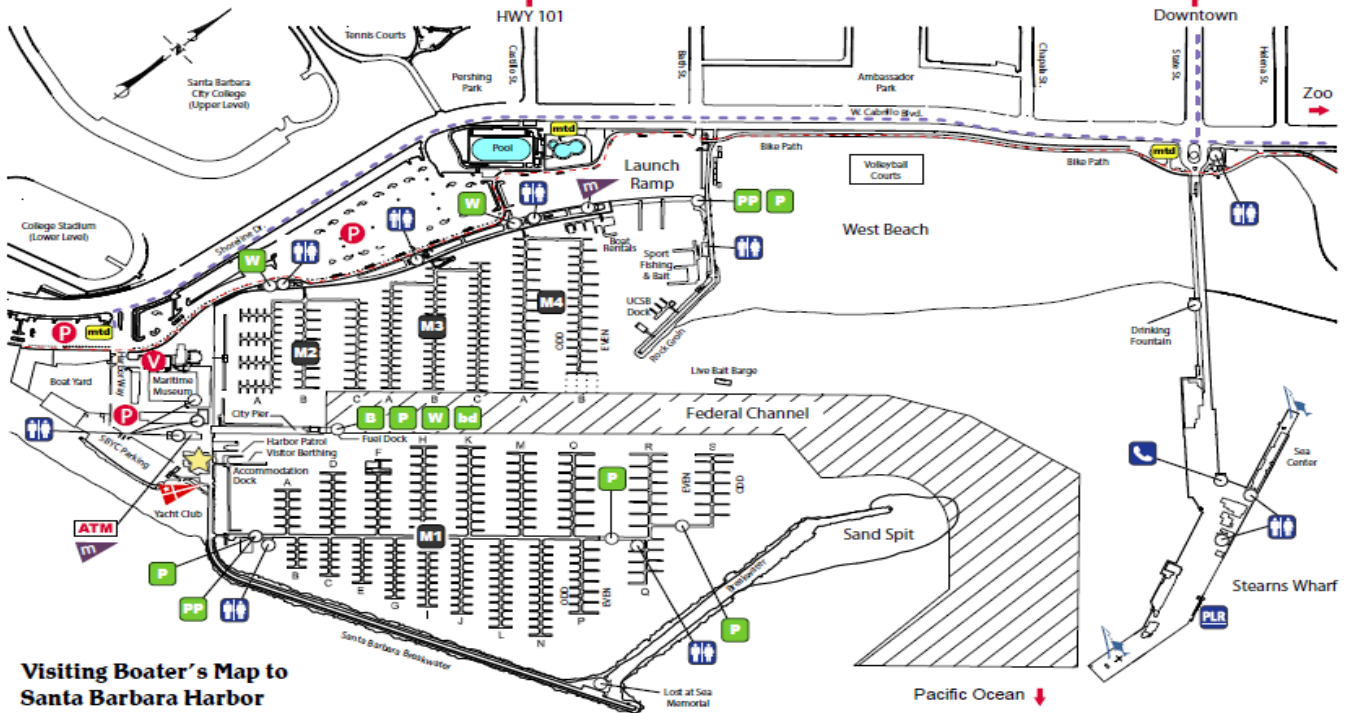 HWY 101
Downtown
Tennis Courts
Castillo St.
Bath St.
Chapala St.
State St.
Helena St.
Santa Barbara
City College
(Upper Level)
Pershing
Park
Ambassador
Park
Zoo
W. Cabrillo Blvd.
mtd
Pool
Bike Path
Bike Path
mtd
Launch
Ramp
Volleyball
Courts
m
W
PP
P
College Stadium
(Lower Level)
Shoreline Dr.
P
Boat
Rentals
West Beach
Sport
Fishing
& Bait
W
M4
UCSB
Dock
P
mtd
M3
ODD
EVEN
Rock Groin
Drinking
Fountain
M2
V
Harbor Way
Boat Yard
Maritime
Museum
Live Bait Barge
A
B
C
A
B
C
A
B
P
City Pier
B
P
W
bd
Federal Channel
Fuel Dock
SBYC Parking
Harbor Patrol
Visitor Berthing
H
K
M
O
R
S
F
D
A
Accommodation
Dock
EVEN
ODD
P
Sea
Center
Yacht Club
ATM
m
M1
Sand Spit
P
B
C
E
G
I
J
L
N
ODD
EVEN
P
Q
Breakwater
PP
P
Stearns Wharf
PLR
Santa Barbara Breakwater
Visiting Boater's Map to
Santa Barbara Harbor
Lost at Sea
Memorial
Pacific Ocean